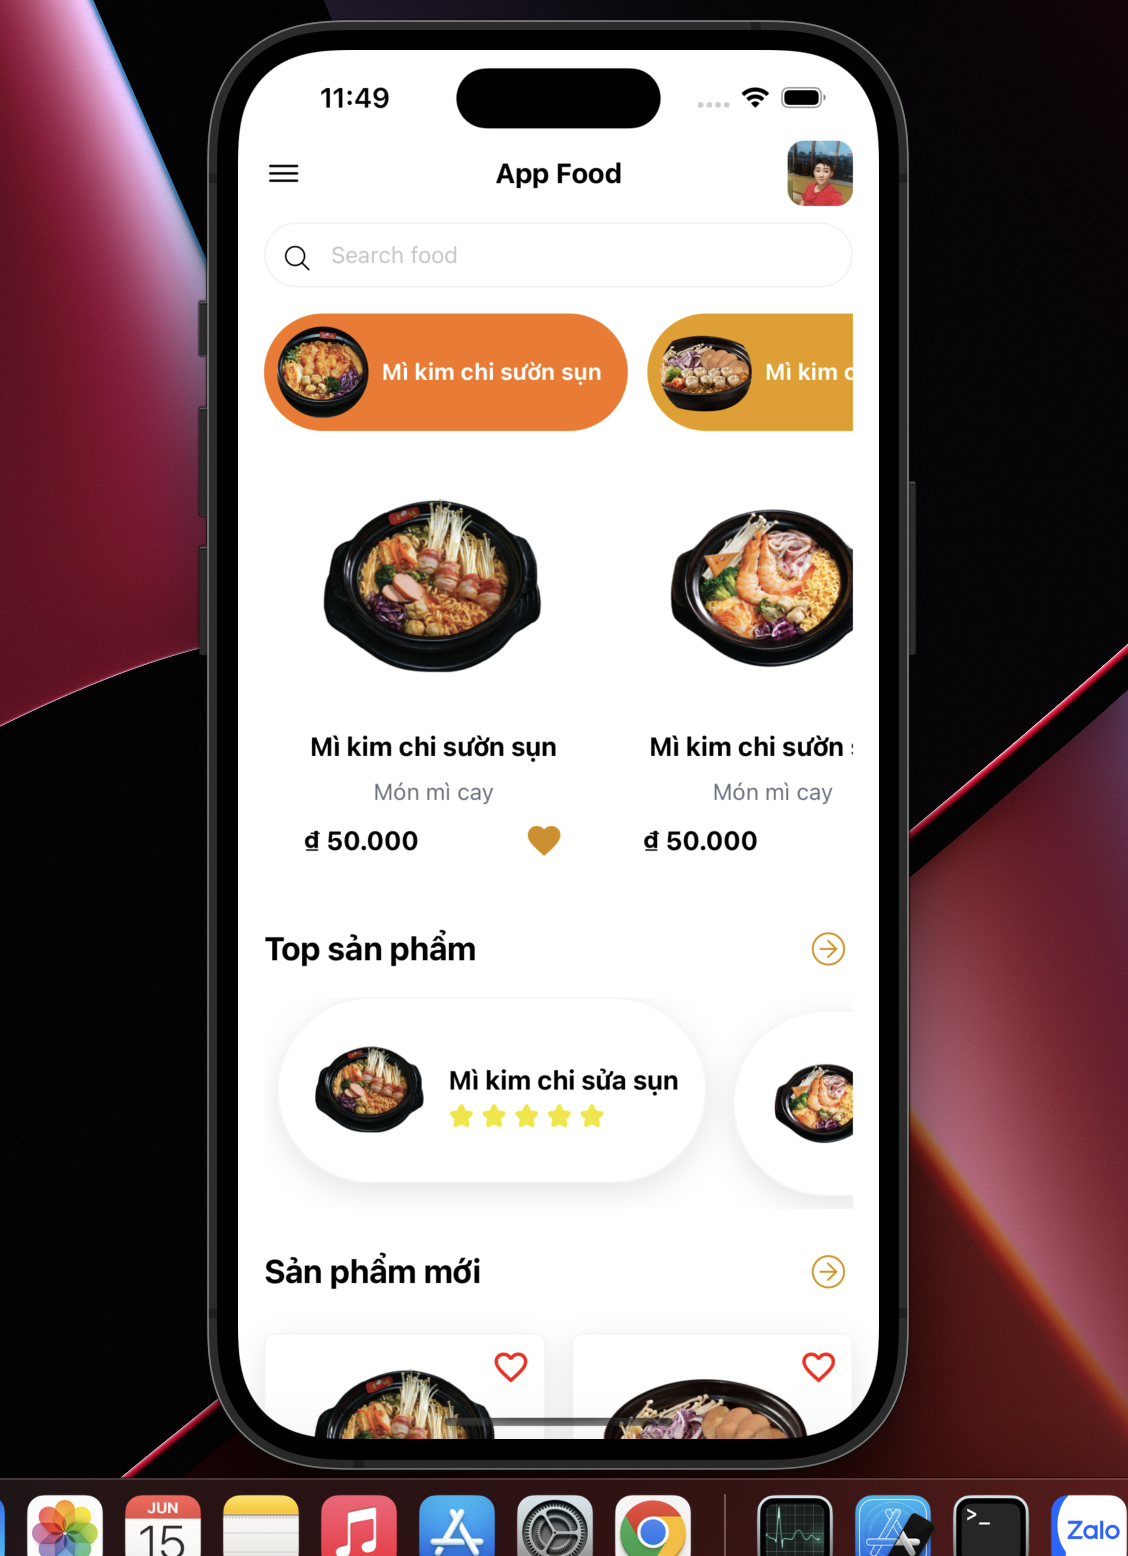 11:49
App Food
Search food
Mì kim chi sườn sụn
Mì kim c
Mì kim chi sườn sụn
Mì kim chi sườn s
Món mì cay
Món mì cay
₫ 50.000
₫ 50.000
Top sản phẩm
Mì kim chi sửa sụn
Sản phẩm mới
JUN
15
>_
Zalo